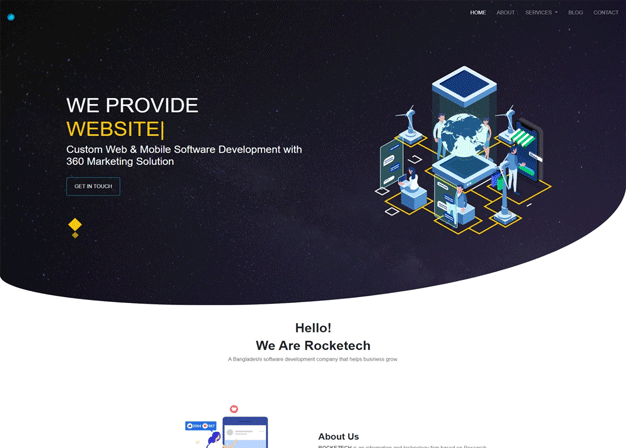 HOME ABOUT SERVICES BLOG CONTACT
WE PROVIDE
WEBSITE|
Custom Web & Mobile Software Development with
360 Marketing Solution
GET IN TOUCH
Hello!
We Are Rocketech
A Bangladeshi software development company that helps business grow.
About Us
ROCKETECH is an information and technology firm based on Research